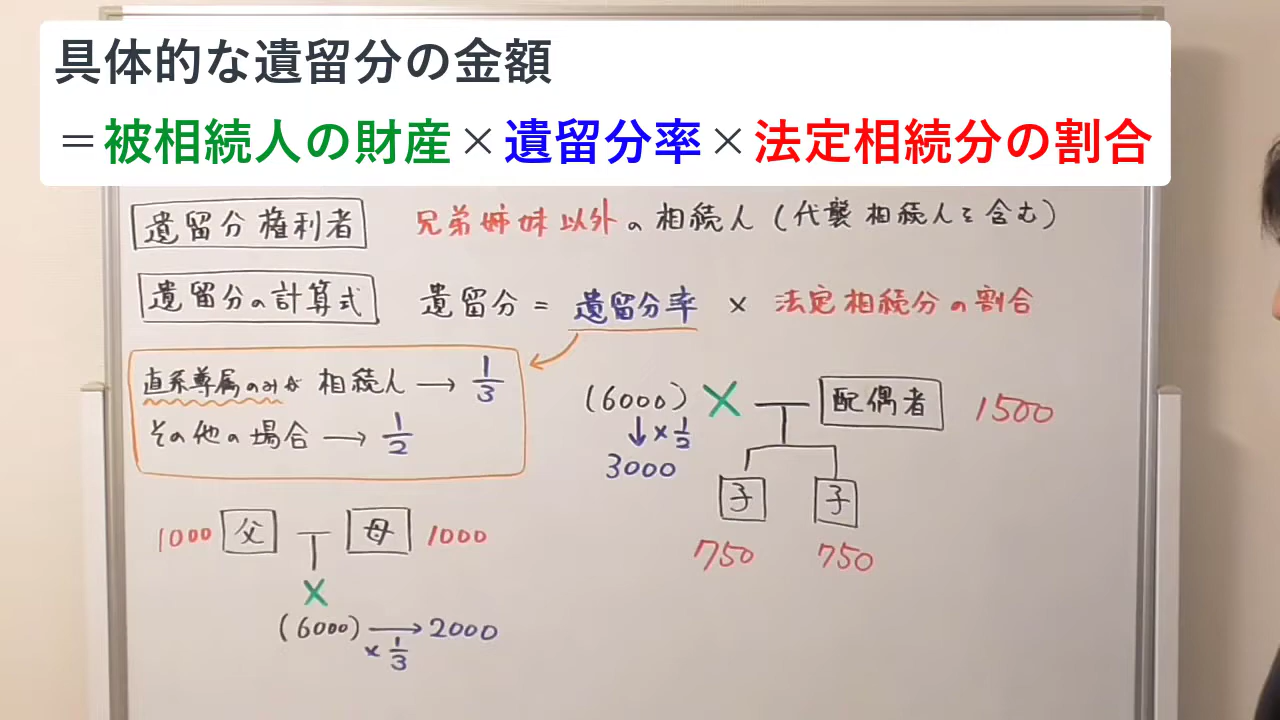 具体的な遺留分の金額
＝被相続人の財産×遺留分率×法定相続分の割合
遺留分権利者 兄弟姉妹以外の相続人(代襲相続人を含む)
遺留分の計算式 遺留分 = 遺留分率 × 法定相続分の割合
直系尊属のみが相続人 → 1/3
その他の場合 → 1/2
(6000) × 配偶者 1500
↓×1/2
3000
子 子
750 750
1000 父 母 1000
×
(6000) → 2000
×1/3